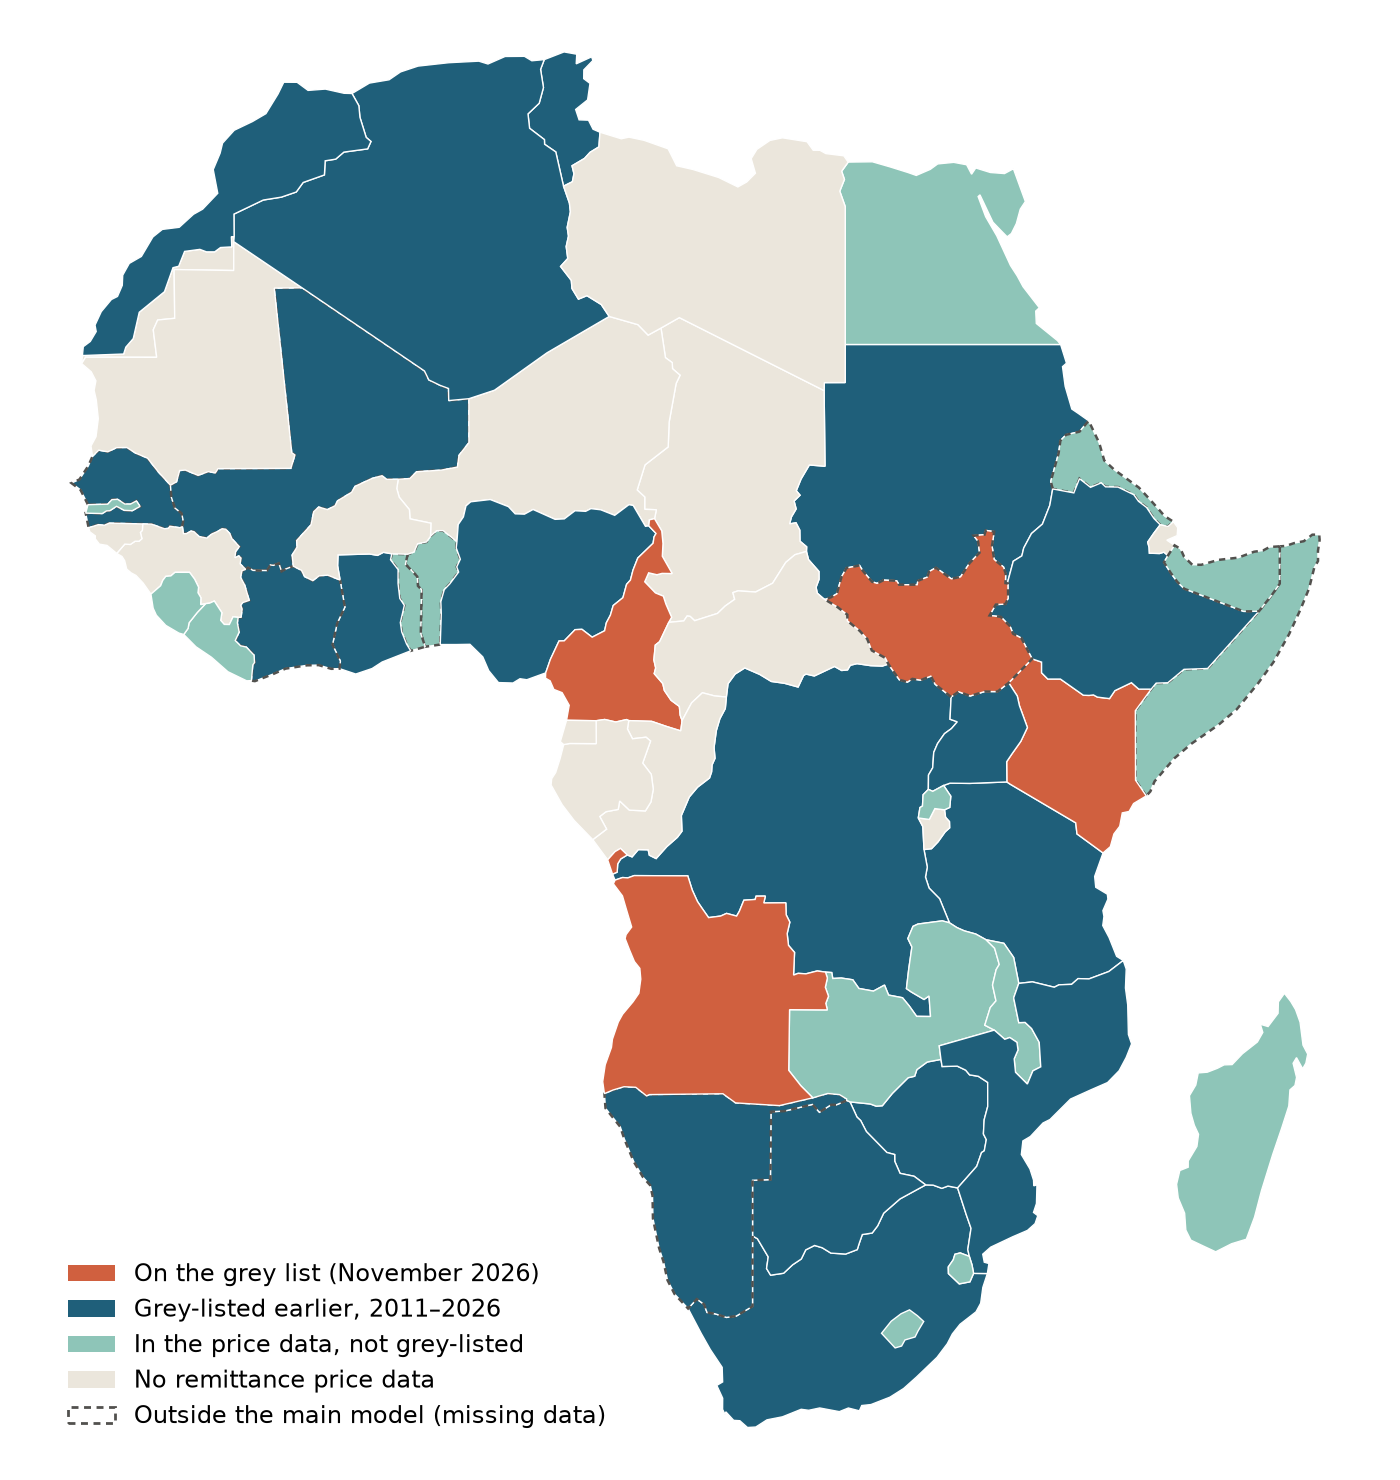 On the grey list (November 2026)
Grey-listed earlier, 2011–2026
In the price data, not grey-listed
No remittance price data
Outside the main model (missing data)